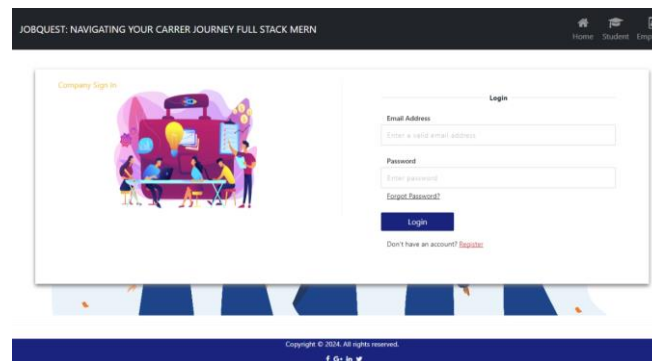 JOBQUEST: NAVIGATING YOUR CARRER JOURNEY FULL STACK MERN
Home Student
Company Sign In
Login
Email Address
Enter a valid email address
Password
Enter password
Forgot Password?
Login
Don't have an account? Register
Copyright © 2024. All rights reserved.